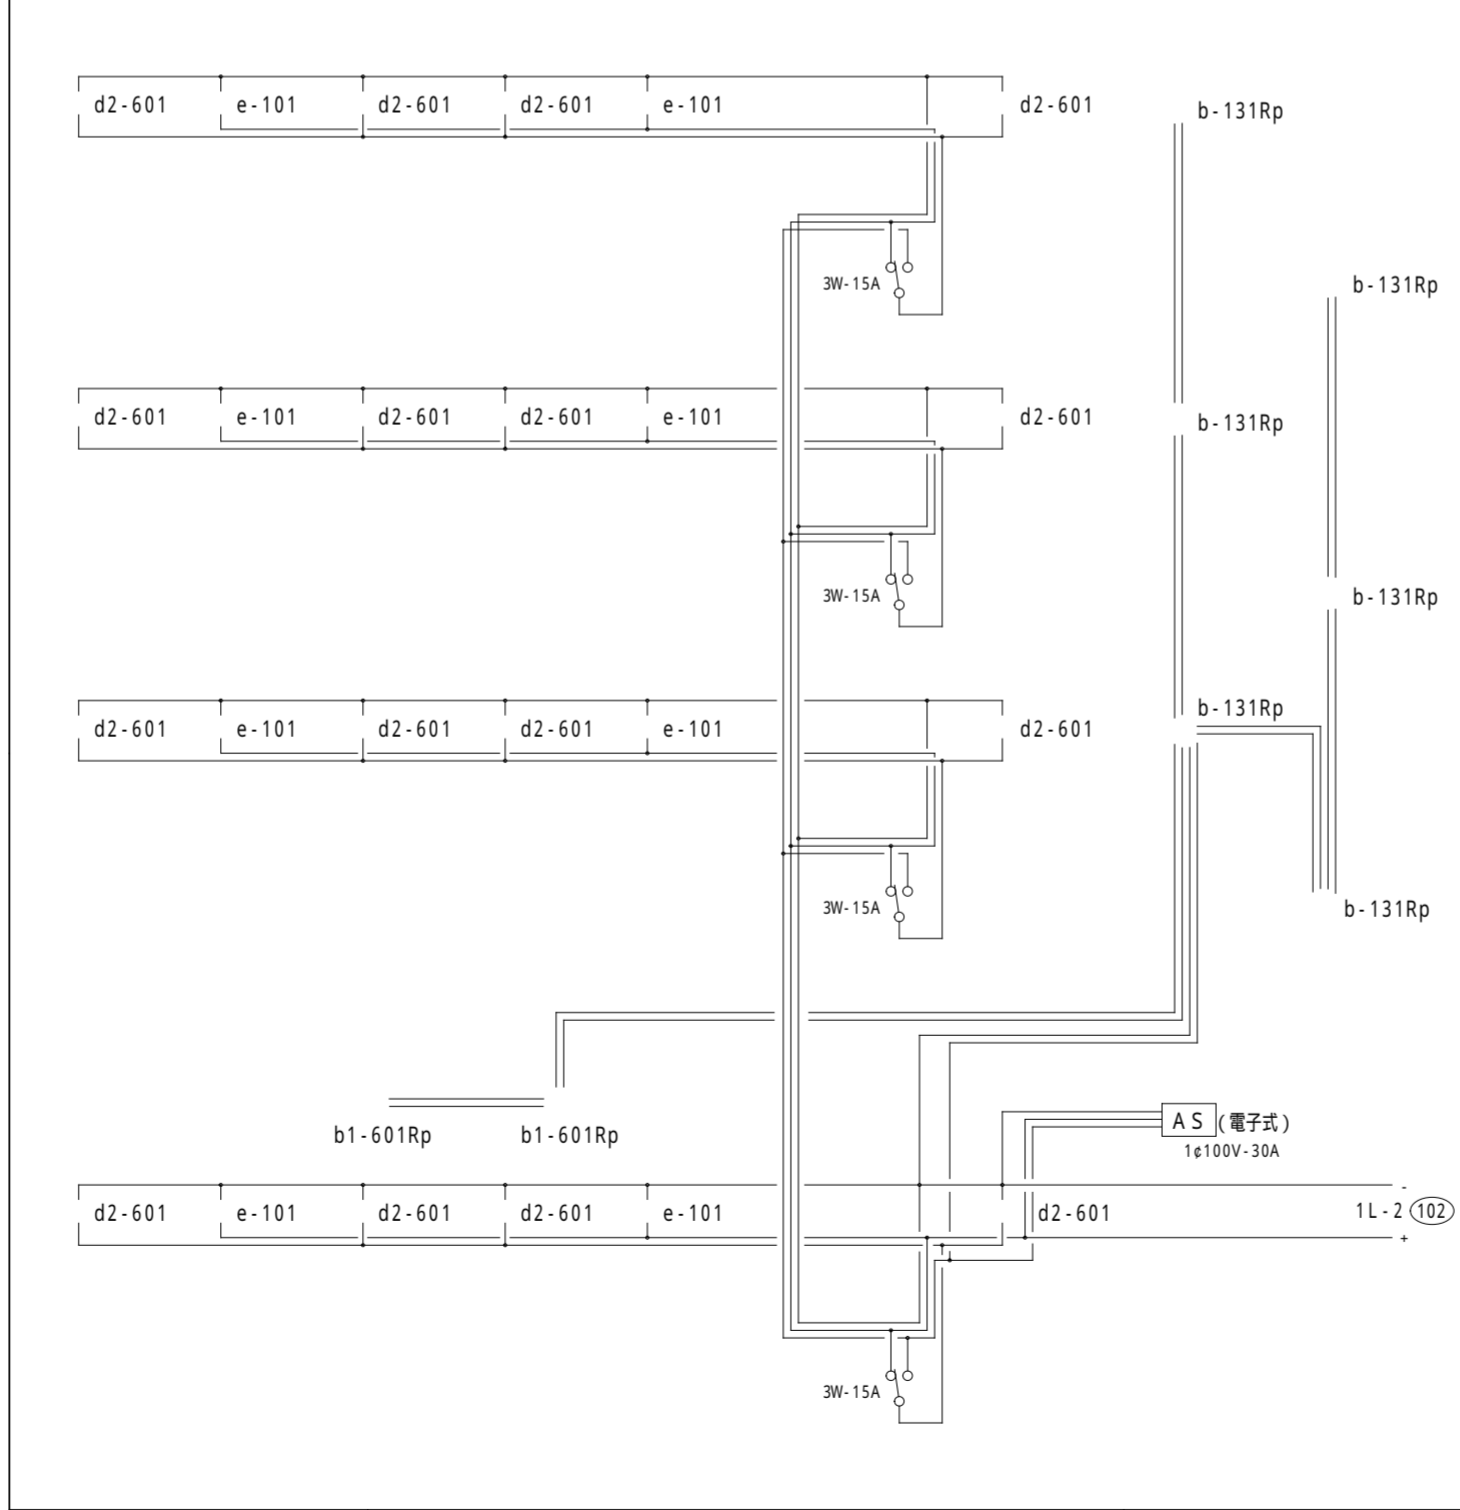 d2-601 e-101 d2-601 d2-601 e-101 d2-601 b-131Rp
3W-15A
b-131Rp
d2-601 e-101 d2-601 d2-601 e-101 d2-601 b-131Rp
3W-15A
b-131Rp
b-131Rp
d2-601 e-101 d2-601 d2-601 e-101 d2-601
3W-15A
b-131Rp
AS (電子式)
b1-601Rp b1-601Rp
1¢100V-30A
-
d2-601 e-101 d2-601 d2-601 e-101 d2-601 1L-2 102
+
3W-15A